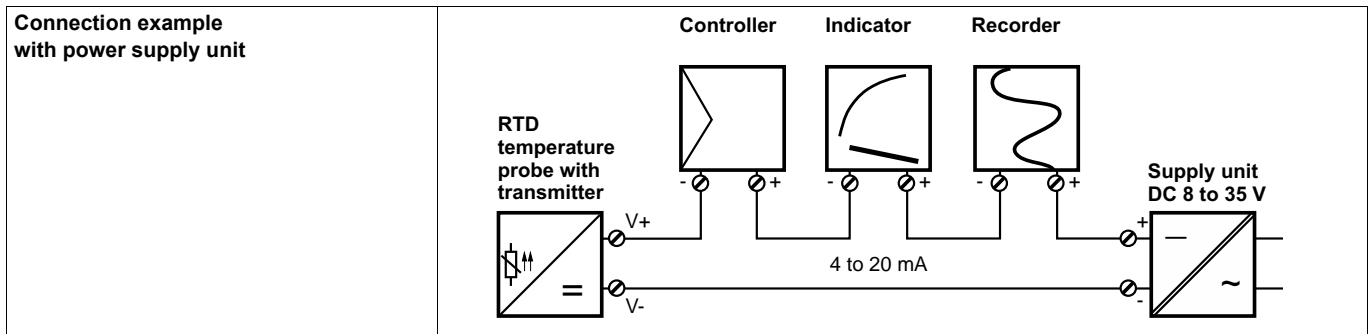 Connection example
with power supply unit
Controller
Indicator
Recorder
RTD
temperature
probe with
transmitter
Supply unit
DC 8 to 35 V
- +
- +
- +
V+
+
=
4 to 20 mA
~
V-
-